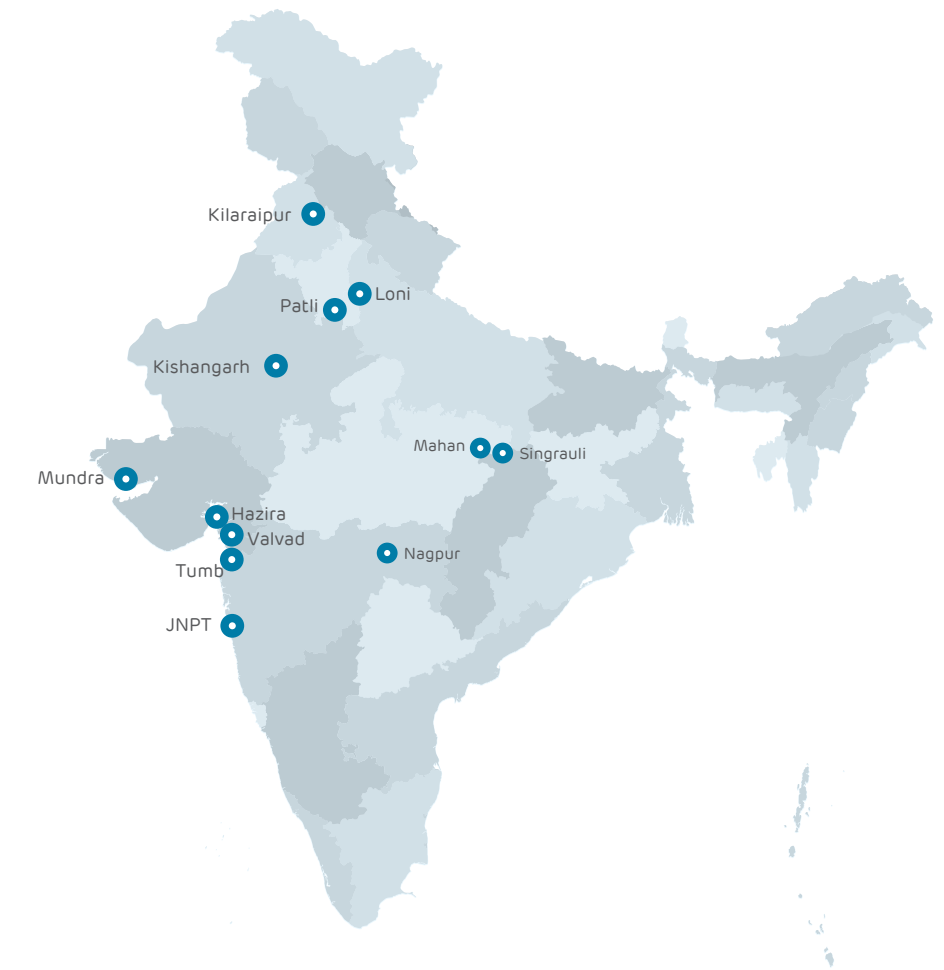 Kilaraipur
Loni
Patli
Kishangarh
Mahan
Singrauli
Mundra
Hazira
Valvad
Nagpur
Tumb
JNPT